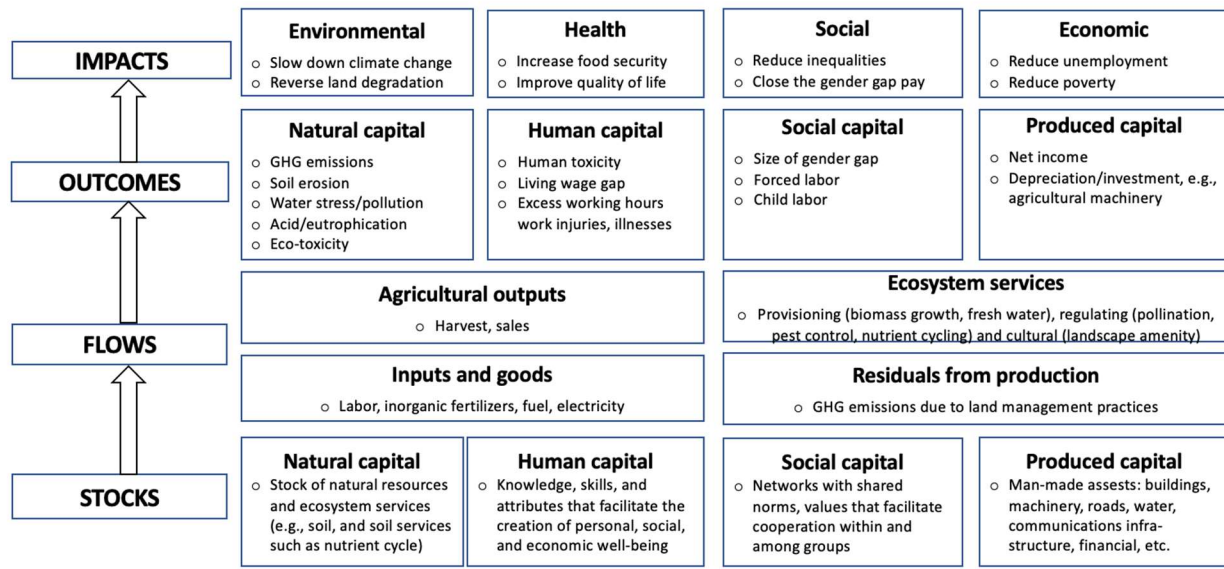 IMPACTS
Environmental
○ Slow down climate change
○ Reverse land degradation
Health
○ Increase food security
○ Improve quality of life
Social
○ Reduce inequalities
○ Close the gender gap pay
Economic
○ Reduce unemployment
○ Reduce poverty
OUTCOMES
Natural capital
○ GHG emissions
○ Soil erosion
○ Water stress/pollution
○ Acid/eutrophication
○ Eco-toxicity
Human capital
○ Human toxicity
○ Living wage gap
○ Excess working hours
work injuries, illnesses
Social capital
○ Size of gender gap
○ Forced labor
○ Child labor
Produced capital
○ Net income
○ Depreciation/investment, e.g.,
agricultural machinery
FLOWS
Agricultural outputs
○ Harvest, sales
Ecosystem services
○ Provisioning (biomass growth, fresh water), regulating (pollination,
pest control, nutrient cycling) and cultural (landscape amenity)
Inputs and goods
○ Labor, inorganic fertilizers, fuel, electricity
Residuals from production
○ GHG emissions due to land management practices
STOCKS
Natural capital
○ Stock of natural resources
and ecosystem services
(e.g., soil, and soil services
such as nutrient cycle)
Human capital
○ Knowledge, skills, and
attributes that facilitate the
creation of personal, social,
and economic well-being
Social capital
○ Networks with shared
norms, values that facilitate
cooperation within and
among groups
Produced capital
○ Man-made assests: buildings,
machinery, roads, water,
communications infra-
structure, financial, etc.